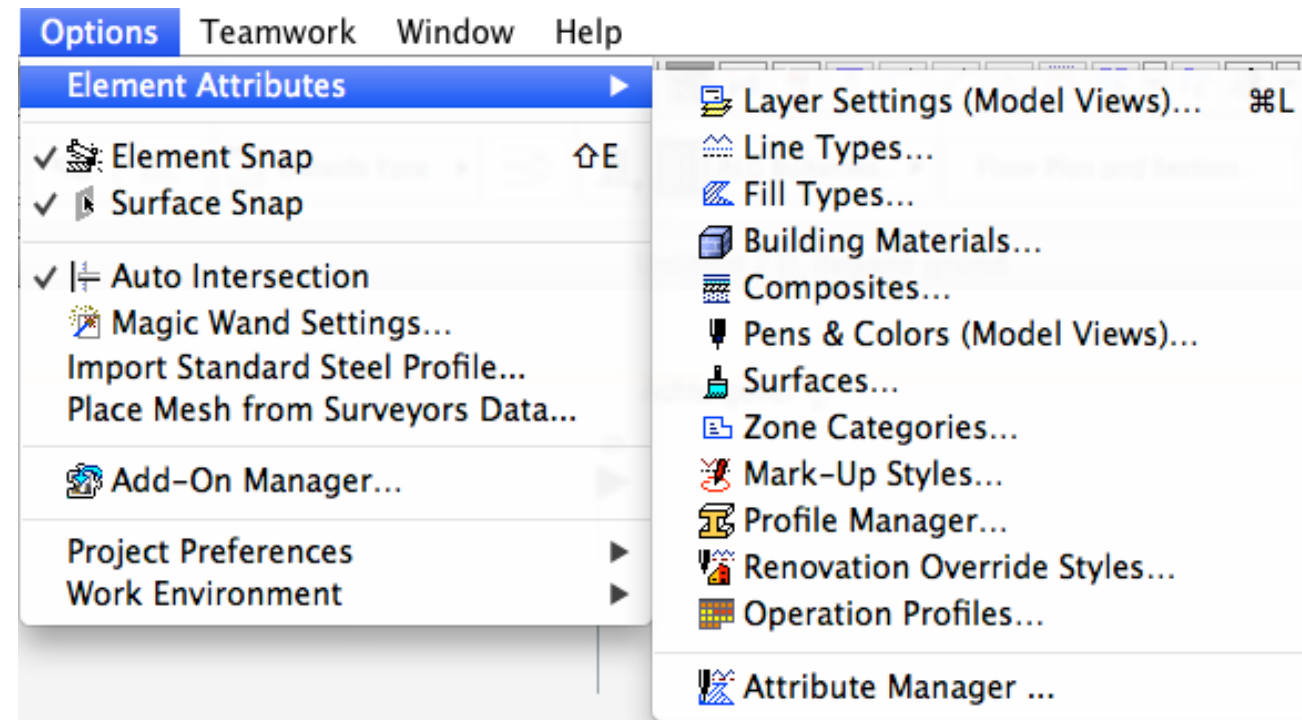 Options Teamwork Window Help
Element Attributes
Element Snap ⇧E
Surface Snap
Auto Intersection
Magic Wand Settings...
Import Standard Steel Profile...
Place Mesh from Surveyors Data...
Add-On Manager...
Project Preferences
Work Environment
Layer Settings (Model Views)... ⌘L
Line Types...
Fill Types...
Building Materials...
Composites...
Pens & Colors (Model Views)...
Surfaces...
Zone Categories...
Mark-Up Styles...
Profile Manager...
Renovation Override Styles...
Operation Profiles...
Attribute Manager ...